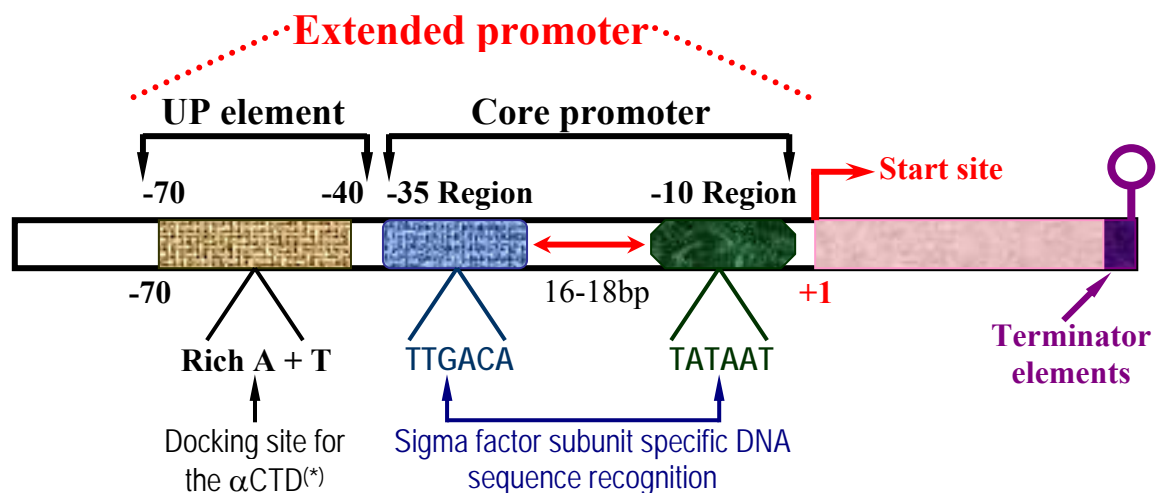 Extended promoter
UP element Core promoter
-70 -40 -35 Region -10 Region Start site
-70 16-18bp +1
Rich A + T TTGACA TATAAT Terminator
elements
Docking site for
the αCTD(*)
Sigma factor subunit specific DNA
sequence recognition